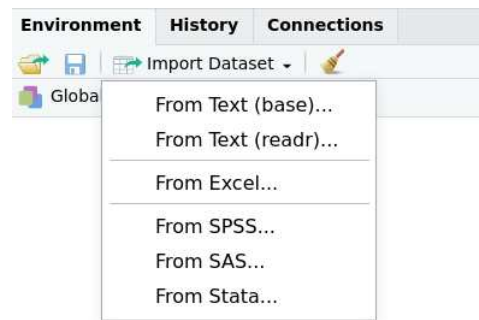 Environment History Connections
Import Dataset
Globa
From Text (base)...
From Text (readr)...
From Excel...
From SPSS...
From SAS...
From Stata...